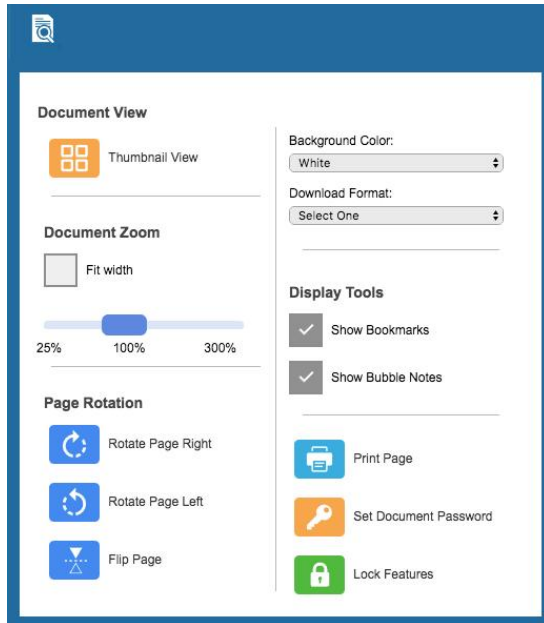 Document View
Thumbnail View
Document Zoom
Fit width
25% 100% 300%
Page Rotation
Rotate Page Right
Rotate Page Left
Flip Page
Background Color:
White
Download Format:
Select One
Display Tools
Show Bookmarks
Show Bubble Notes
Print Page
Set Document Password
Lock Features